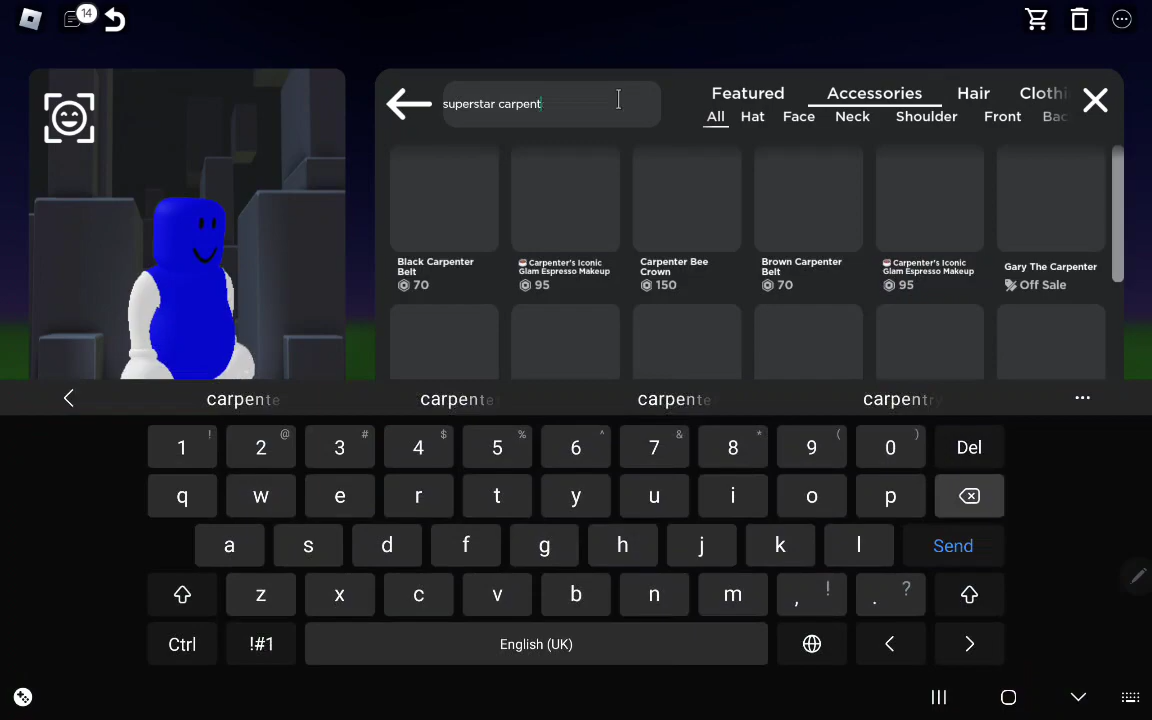 14
superstar carpent
Featured Accessories Hair Clothi
All Hat Face Neck Shoulder Front Bac
Black Carpenter Belt
70
Carpenter's Iconic Glam Espresso Makeup
95
Carpenter Bee Crown
150
Brown Carpenter Belt
70
Carpenter's Iconic Glam Espresso Makeup
95
Gary The Carpenter
Off Sale
carpente carpente carpente carpentry
1 ! 2 @ 3 # 4 $ 5 % 6 ^ 7 & 8 * 9 ( 0 ) Del
q w e r t y u i o p
a s d f g h j k l Send
z x c v b n m , ! . ?
Ctrl !#1 English (UK) < >